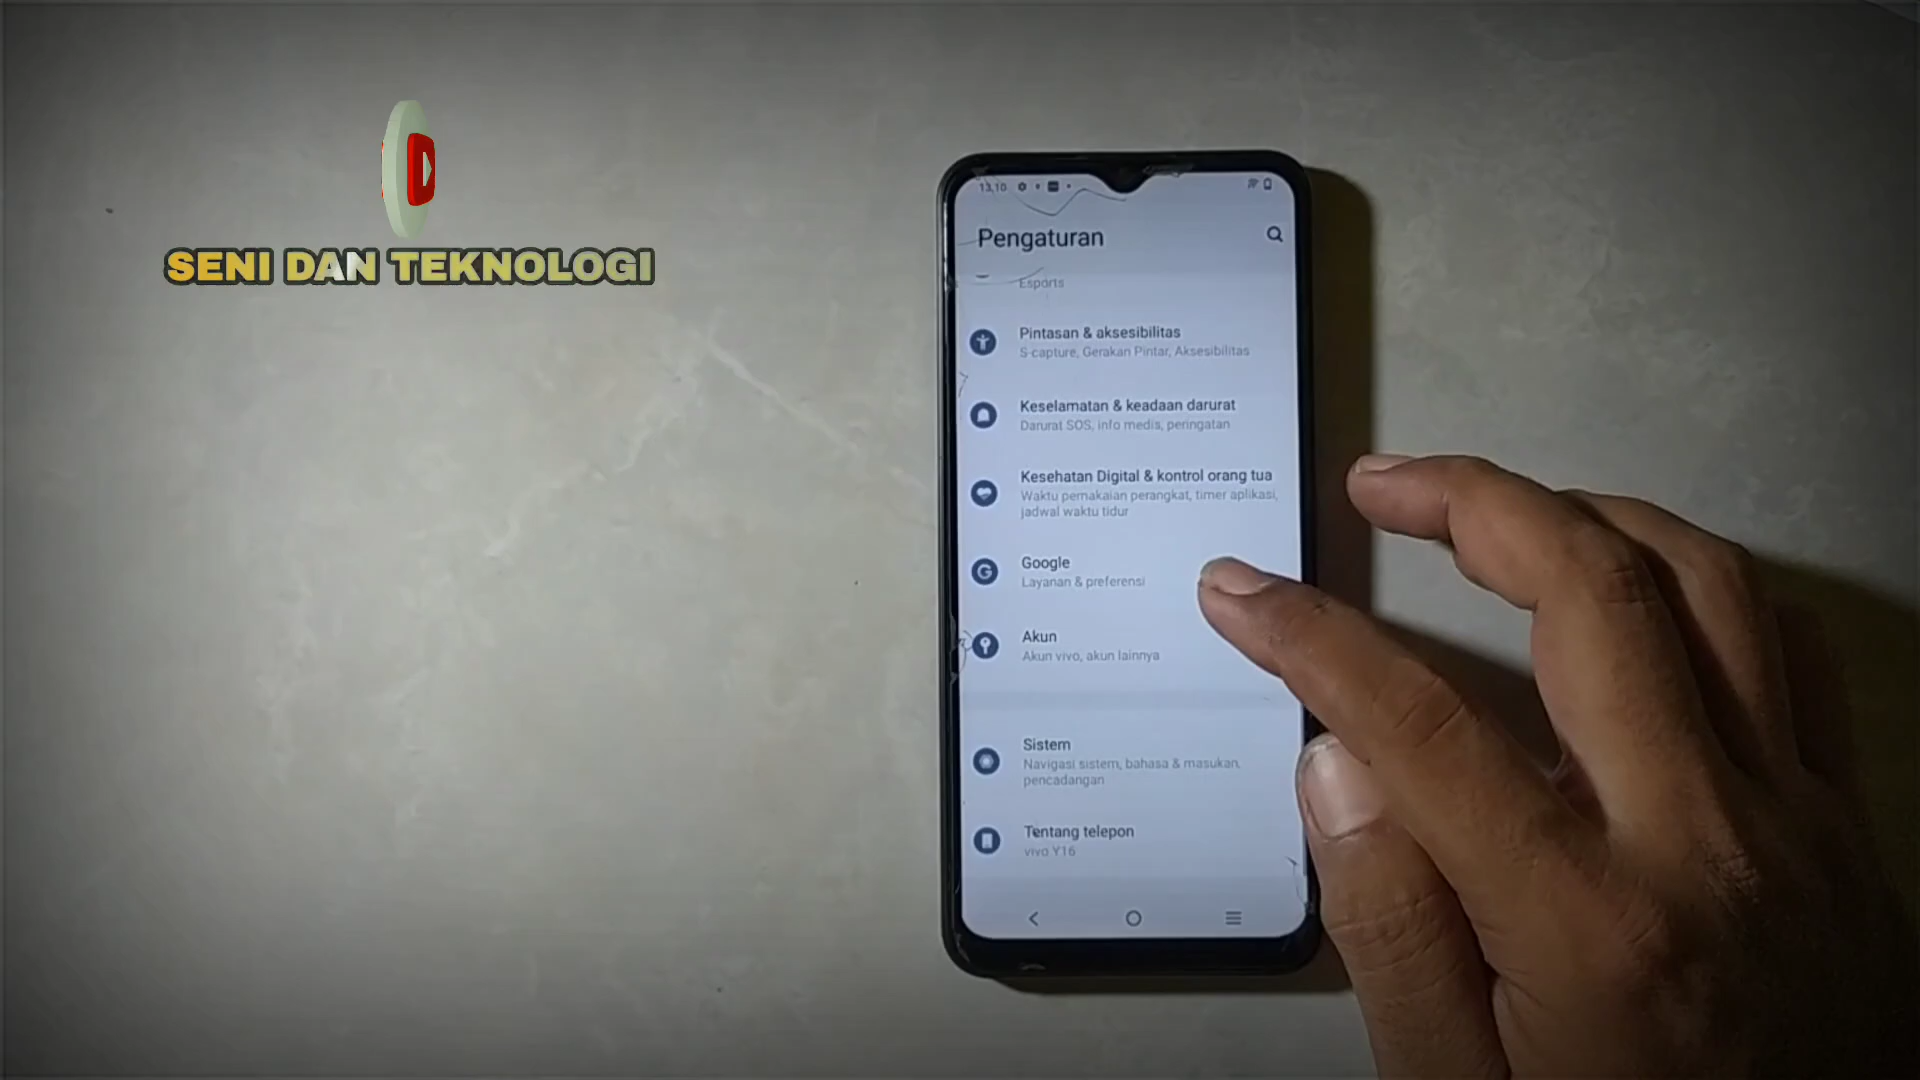 SENI DAN TEKNOLOGI
13.10
Pengaturan
Esports
Pintasan & aksesibilitas
S-capture, Gerakan Pintar, Aksesibilitas
Keselamatan & keadaan darurat
Darurat SOS, info medis, peringatan
Kesehatan Digital & kontrol orang tua
Waktu pemakaian perangkat, timer aplikasi,
jadwal waktu tidur
Google
Layanan & preferensi
Akun
Akun vivo, akun lainnya
Sistem
Navigasi sistem, bahasa & masukan,
pencadangan
Tentang telepon
vivo Y16